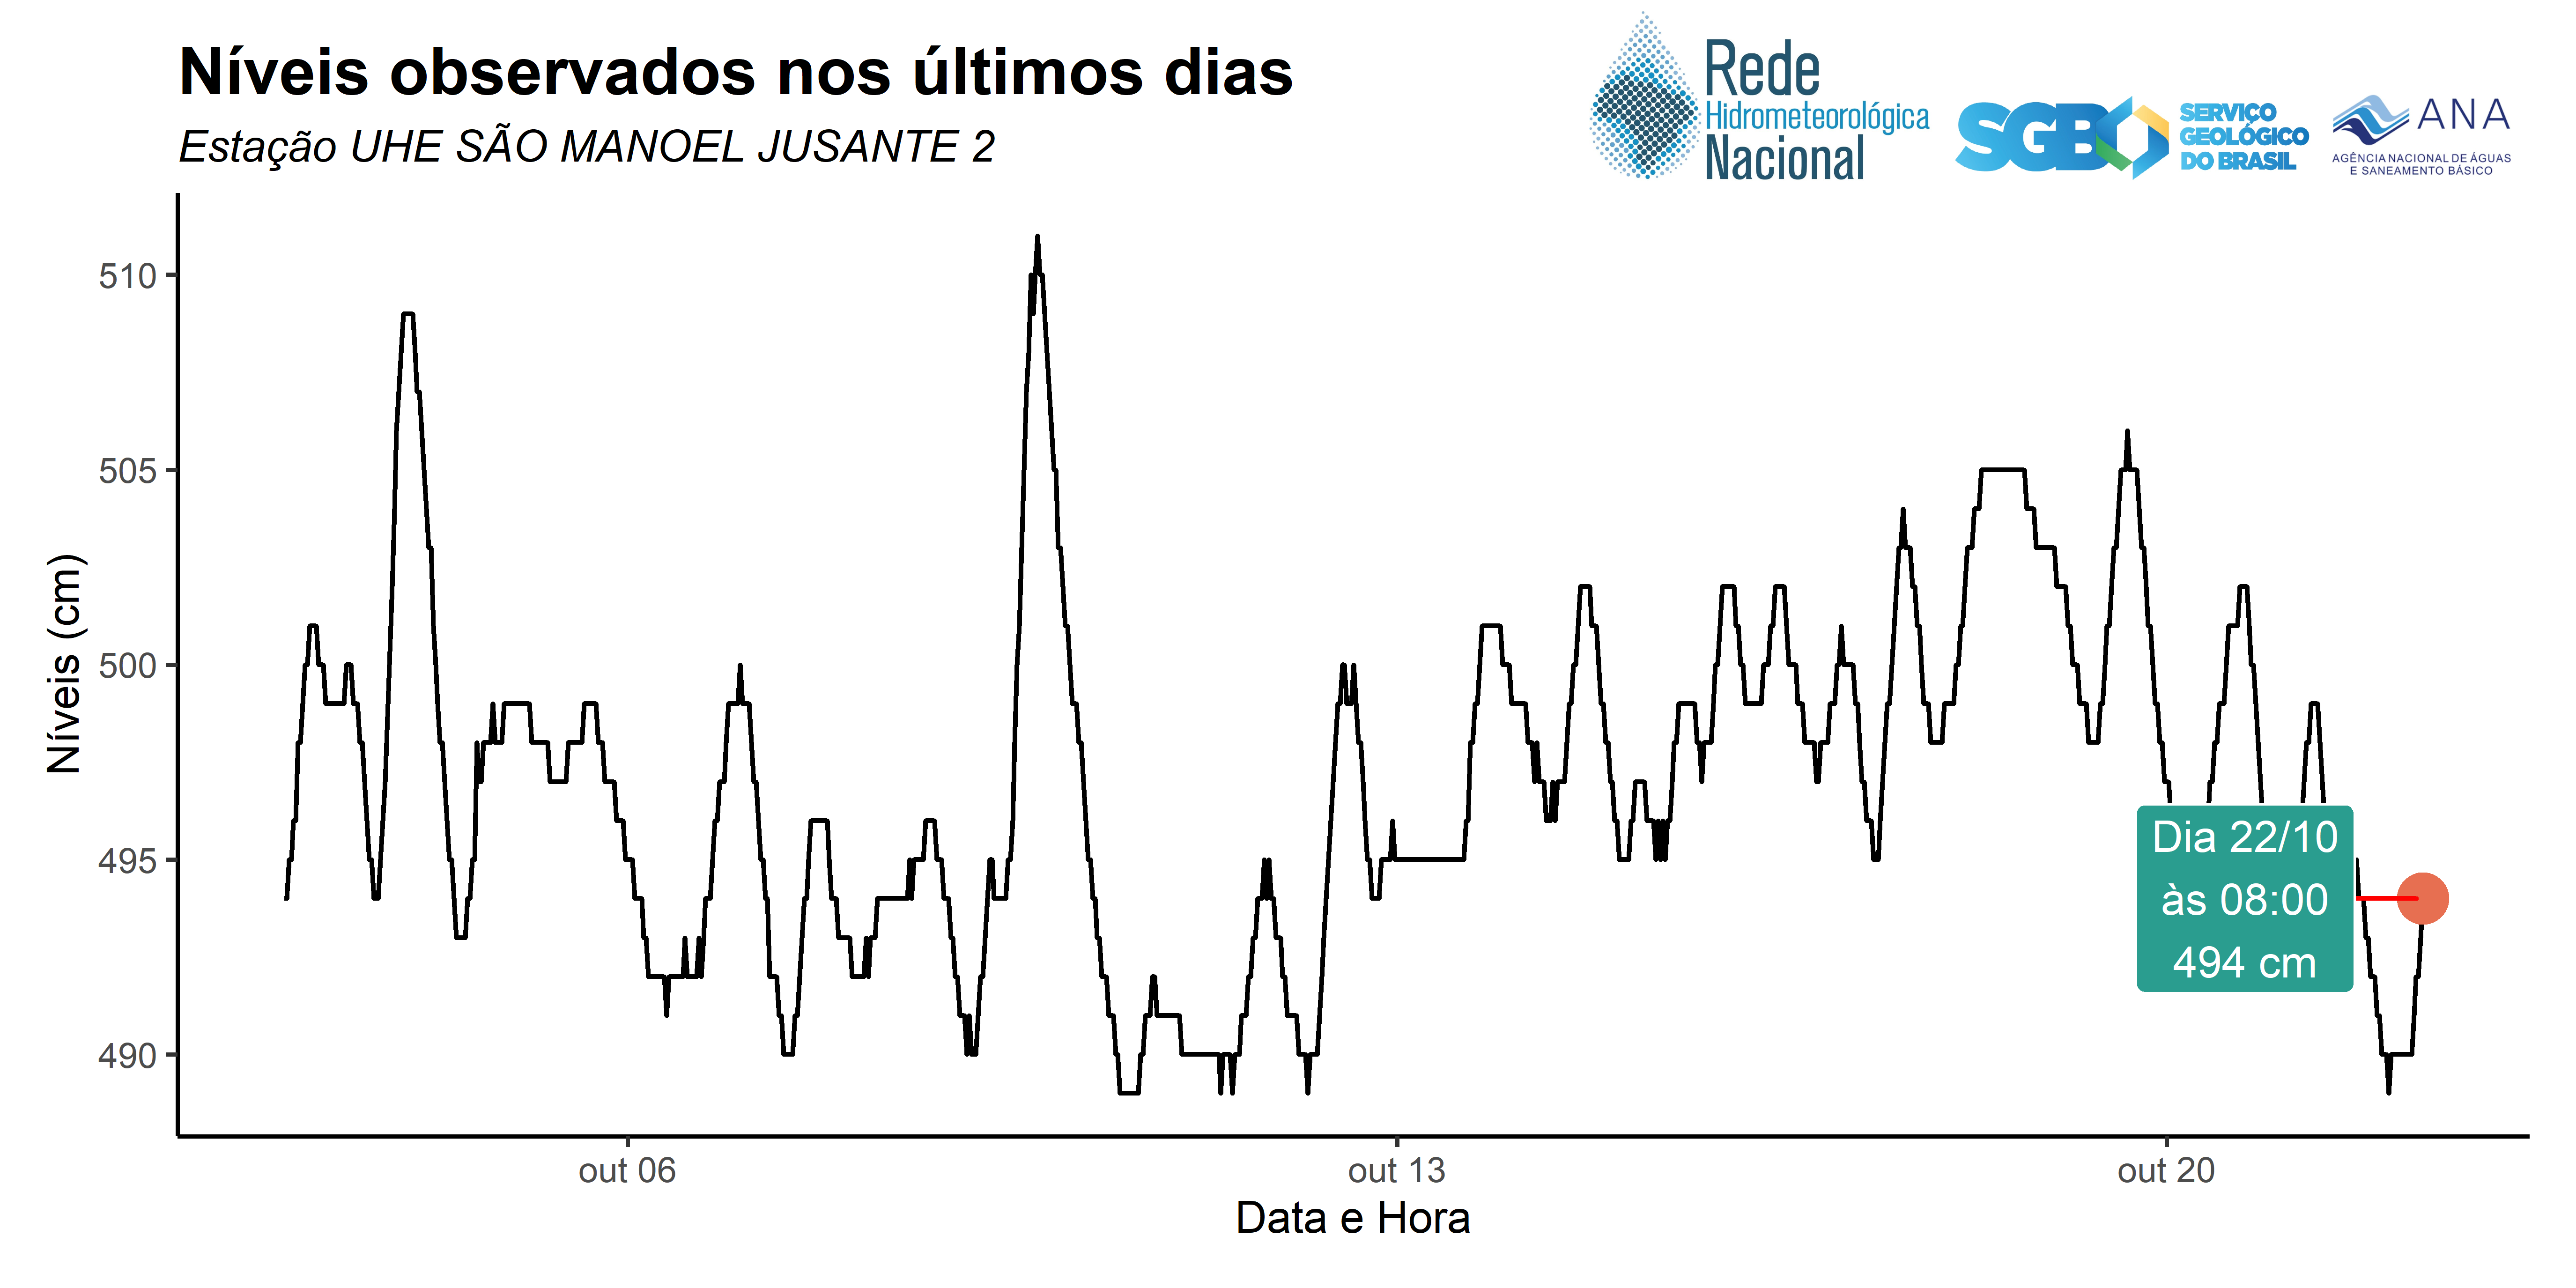 Níveis observados nos últimos dias
Estação UHE SÃO MANOEL JUSANTE 2
Rede
Hidrometeorológica
Nacional
SGB
SERVIÇO
GEOLÓGICO
DO BRASIL
ANA
AGÊNCIA NACIONAL DE ÁGUAS
E SANEAMENTO BÁSICO
Níveis (cm)
510
505
500
495
490
Dia 22/10
às 08:00
494 cm
out 06
out 13
out 20
Data e Hora